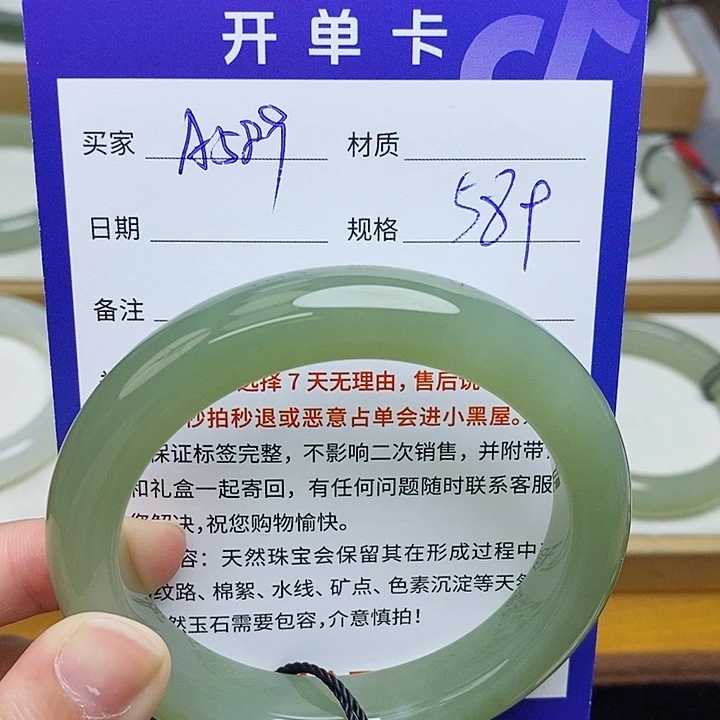 开单卡
买家 A589 材质
日期 规格 589
备注
选择7天无理由，售后说
秒拍秒退或恶意占单会进小黑屋。
保证标签完整，不影响二次销售，并附带
和礼盒一起寄回，有任何问题随时联系客服
您解决，祝您购物愉快。
容：天然珠宝会保留其在形成过程中
纹路、棉絮、水线、矿点、色素沉淀等天然
然玉石需要包容，介意慎拍！